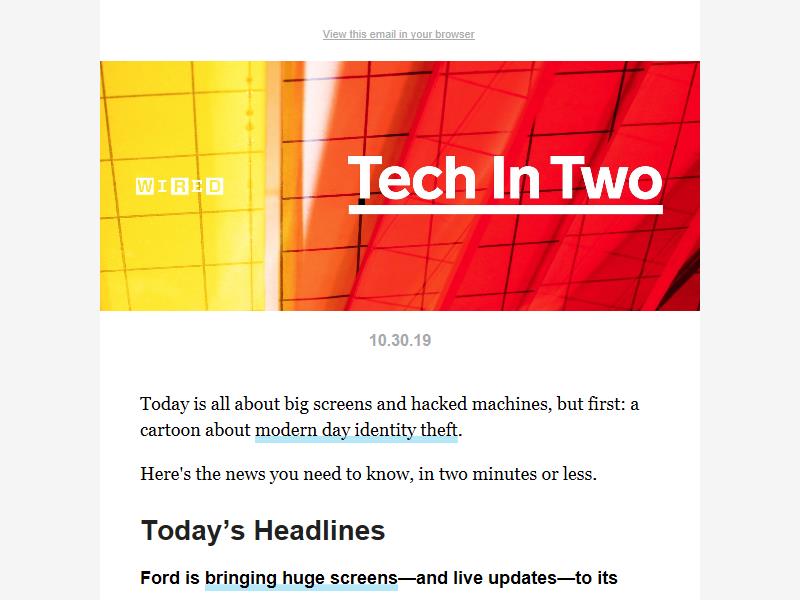 View this email in your browser
WIRED
Tech In Two
10.30.19
Today is all about big screens and hacked machines, but first: a
cartoon about modern day identity theft.
Here's the news you need to know, in two minutes or less.
Today’s Headlines
Ford is bringing huge screens—and live updates—to its